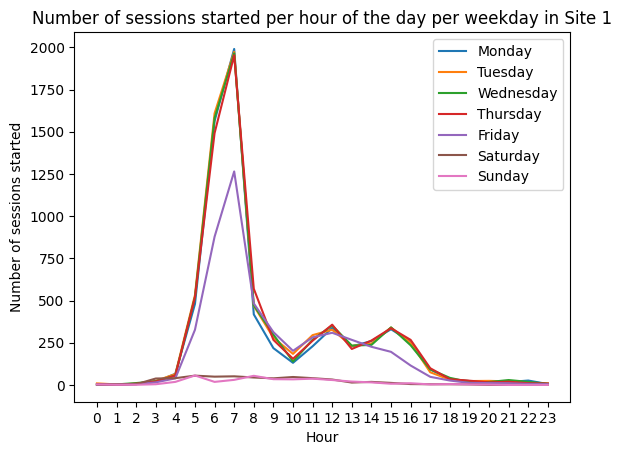 Number of sessions started per hour of the day per weekday in Site 1
Number of sessions started
2000
1750
1500
1250
1000
750
500
250
0
Monday
Tuesday
Wednesday
Thursday
Friday
Saturday
Sunday
0 1 2 3 4 5 6 7 8 9 10 11 12 13 14 15 16 17 18 19 20 21 22 23
Hour